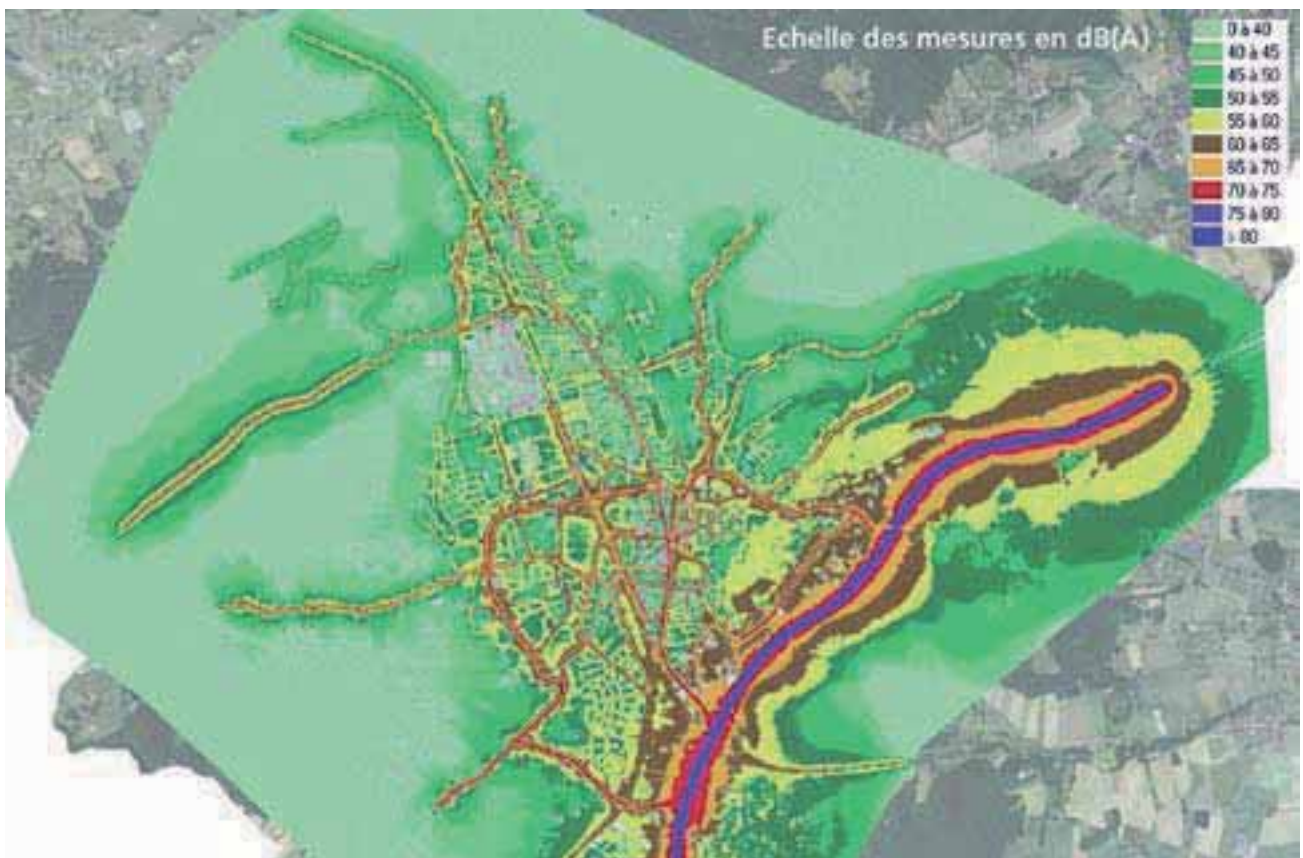 Echelle des mesures en dB(A)
0 à 40
40 à 45
45 à 50
50 à 55
55 à 60
60 à 65
65 à 70
70 à 75
75 à 80
> 80